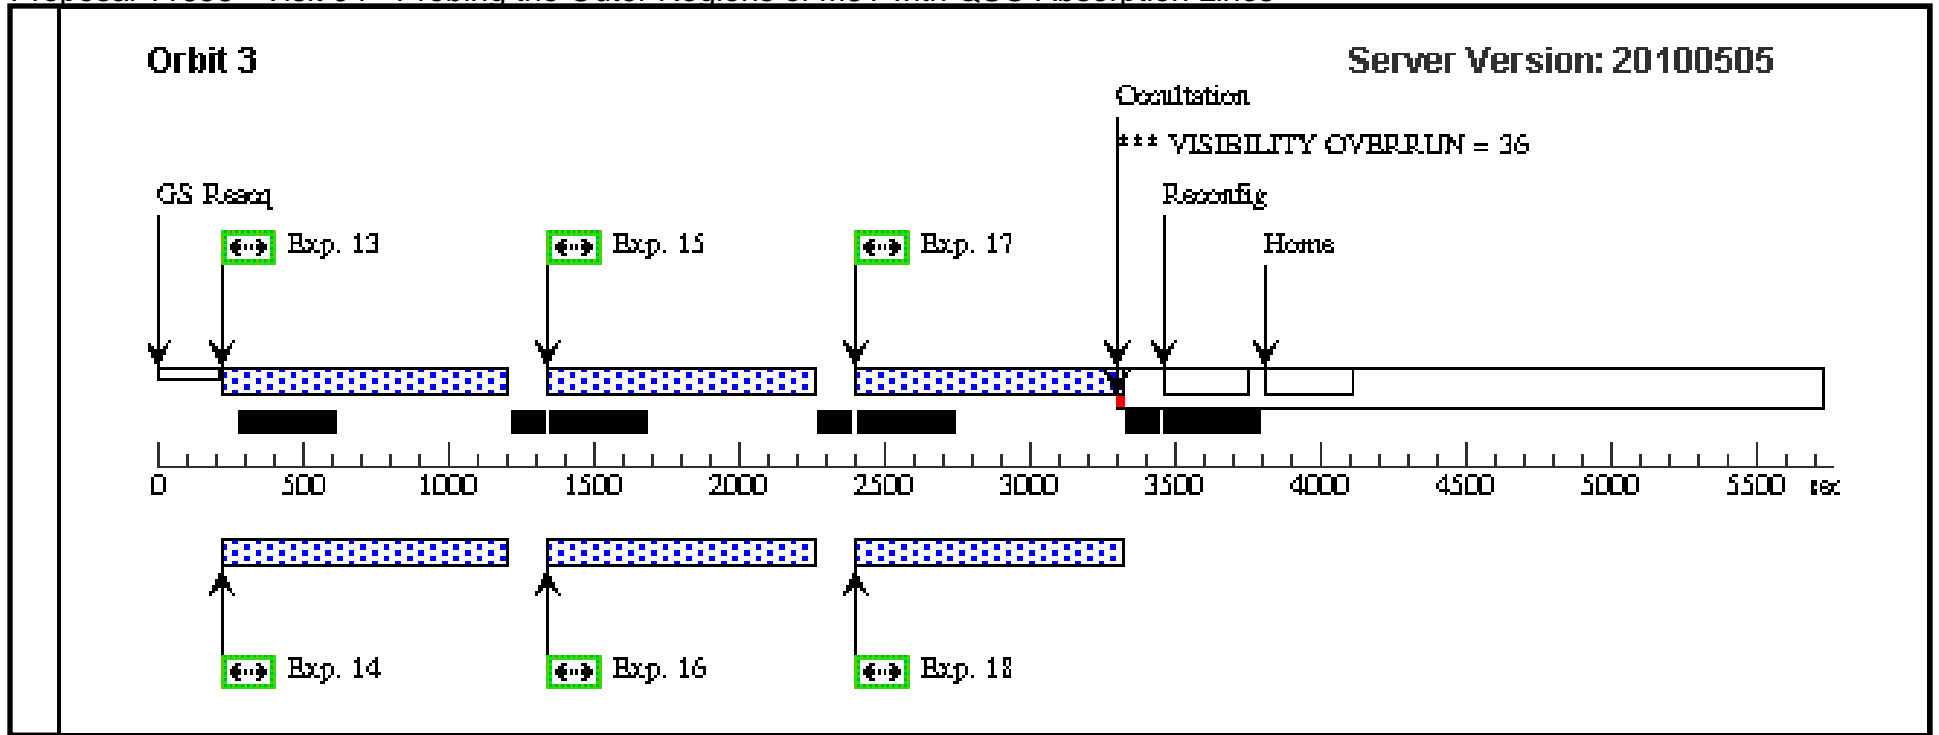 Orbit 3
Server Version: 20100505
Occultation
*** VISIBILITY OVERRUN = 36
GS Reacq
Reconfig
Exp. 13
Exp. 15
Exp. 17
Home
0 500 1000 1500 2000 2500 3000 3500 4000 4500 5000 5500 sec
Exp. 14
Exp. 16
Exp. 18